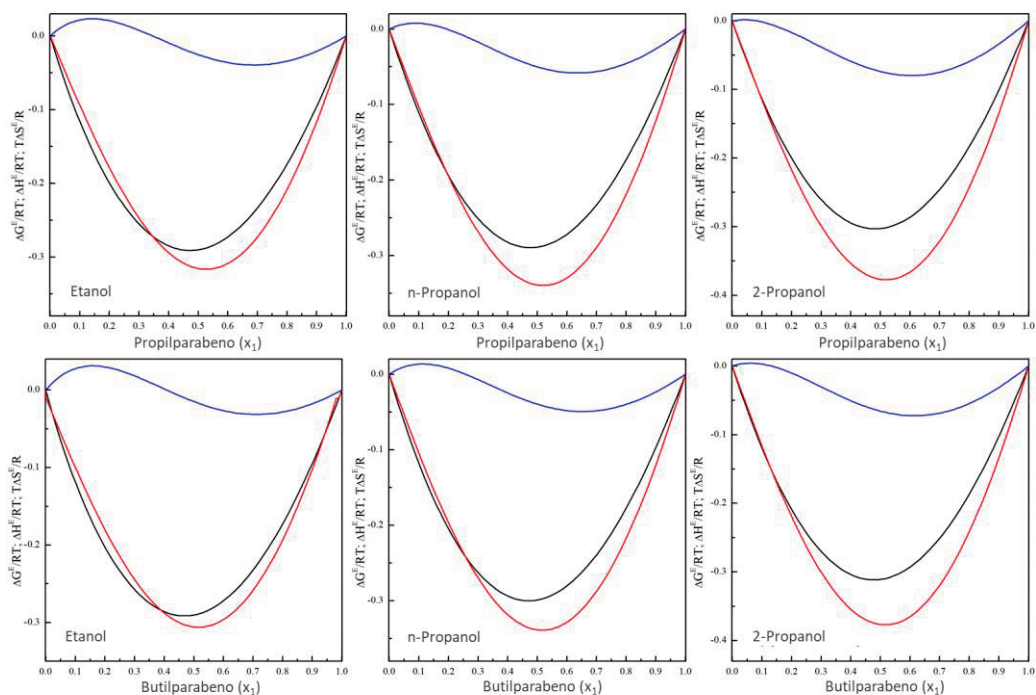 ΔG^E/RT; ΔH^E/RT; TΔS^E/R
0.0
-0.1
-0.2
-0.3
Etanol
0.0 0.1 0.2 0.3 0.4 0.5 0.6 0.7 0.8 0.9 1.0
Propilparabeno (x₁)
ΔG^E/RT; ΔH^E/RT; TΔS^E/R
0.0
-0.1
-0.2
-0.3
n-Propanol
0.0 0.1 0.2 0.3 0.4 0.5 0.6 0.7 0.8 0.9 1.0
Propilparabeno (x₁)
ΔG^E/RT; ΔH^E/RT; TΔS^E/R
0.0
-0.1
-0.2
-0.3
-0.4
2-Propanol
0.0 0.1 0.2 0.3 0.4 0.5 0.6 0.7 0.8 0.9 1.0
Propilparabeno (x₁)
ΔG^E/RT; ΔH^E/RT; TΔS^E/R
0.0
-0.1
-0.2
-0.3
Etanol
0.0 0.1 0.2 0.3 0.4 0.5 0.6 0.7 0.8 0.9 1.0
Butilparabeno (x₁)
ΔG^E/RT; ΔH^E/RT; TΔS^E/R
0.0
-0.1
-0.2
-0.3
-0.4
n-Propanol
0.0 0.1 0.2 0.3 0.4 0.5 0.6 0.7 0.8 0.9 1.0
Butilparabeno (x₁)
ΔG^E/RT; ΔH^E/RT; TΔS^E/R
0.0
-0.1
-0.2
-0.3
-0.4
2-Propanol
0.0 0.1 0.2 0.3 0.4 0.5 0.6 0.7 0.8 0.9 1.0
Butilparabeno (x₁)